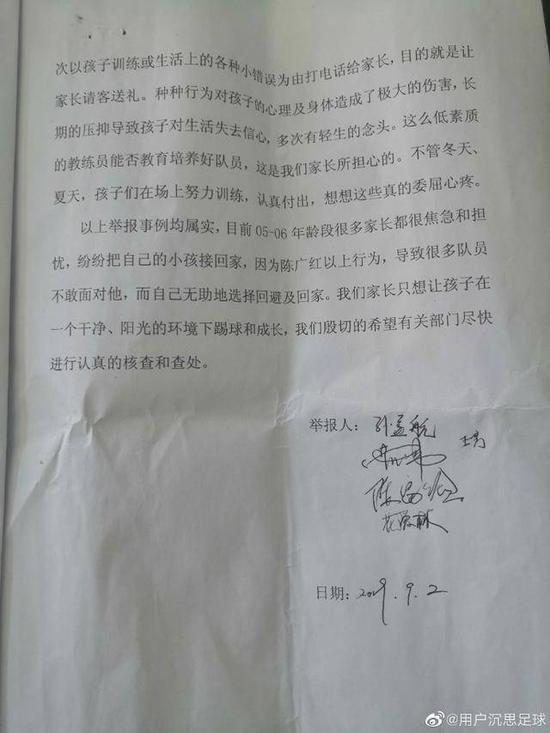 次以孩子训练或生活上的各种小错误为由打电话给家长，目的就是让
家长请客送礼。种种行为对孩子的心理及身体造成了极大的伤害，长
期的压抑导致孩子对生活失去信心，多次有轻生的念头。这么低素质
的教练员能否教育培养好队员，这是我们家长所担心的。不管冬天、
夏天，孩子们在场上努力训练，认真付出，想想这些真的委屈心疼。
以上举报事例均属实，目前 05-06 年龄段很多家长都很焦急和担
忧，纷纷把自己的小孩接回家，因为陈广红以上行为，导致很多队员
不敢面对他，而自己无助地选择回避及回家。我们家长只想让孩子在
一个干净、阳光的环境下踢球和成长，我们殷切的希望有关部门尽快
进行认真的核查和查处。
举报人：
日期：2019.9.2
@用户沉思足球